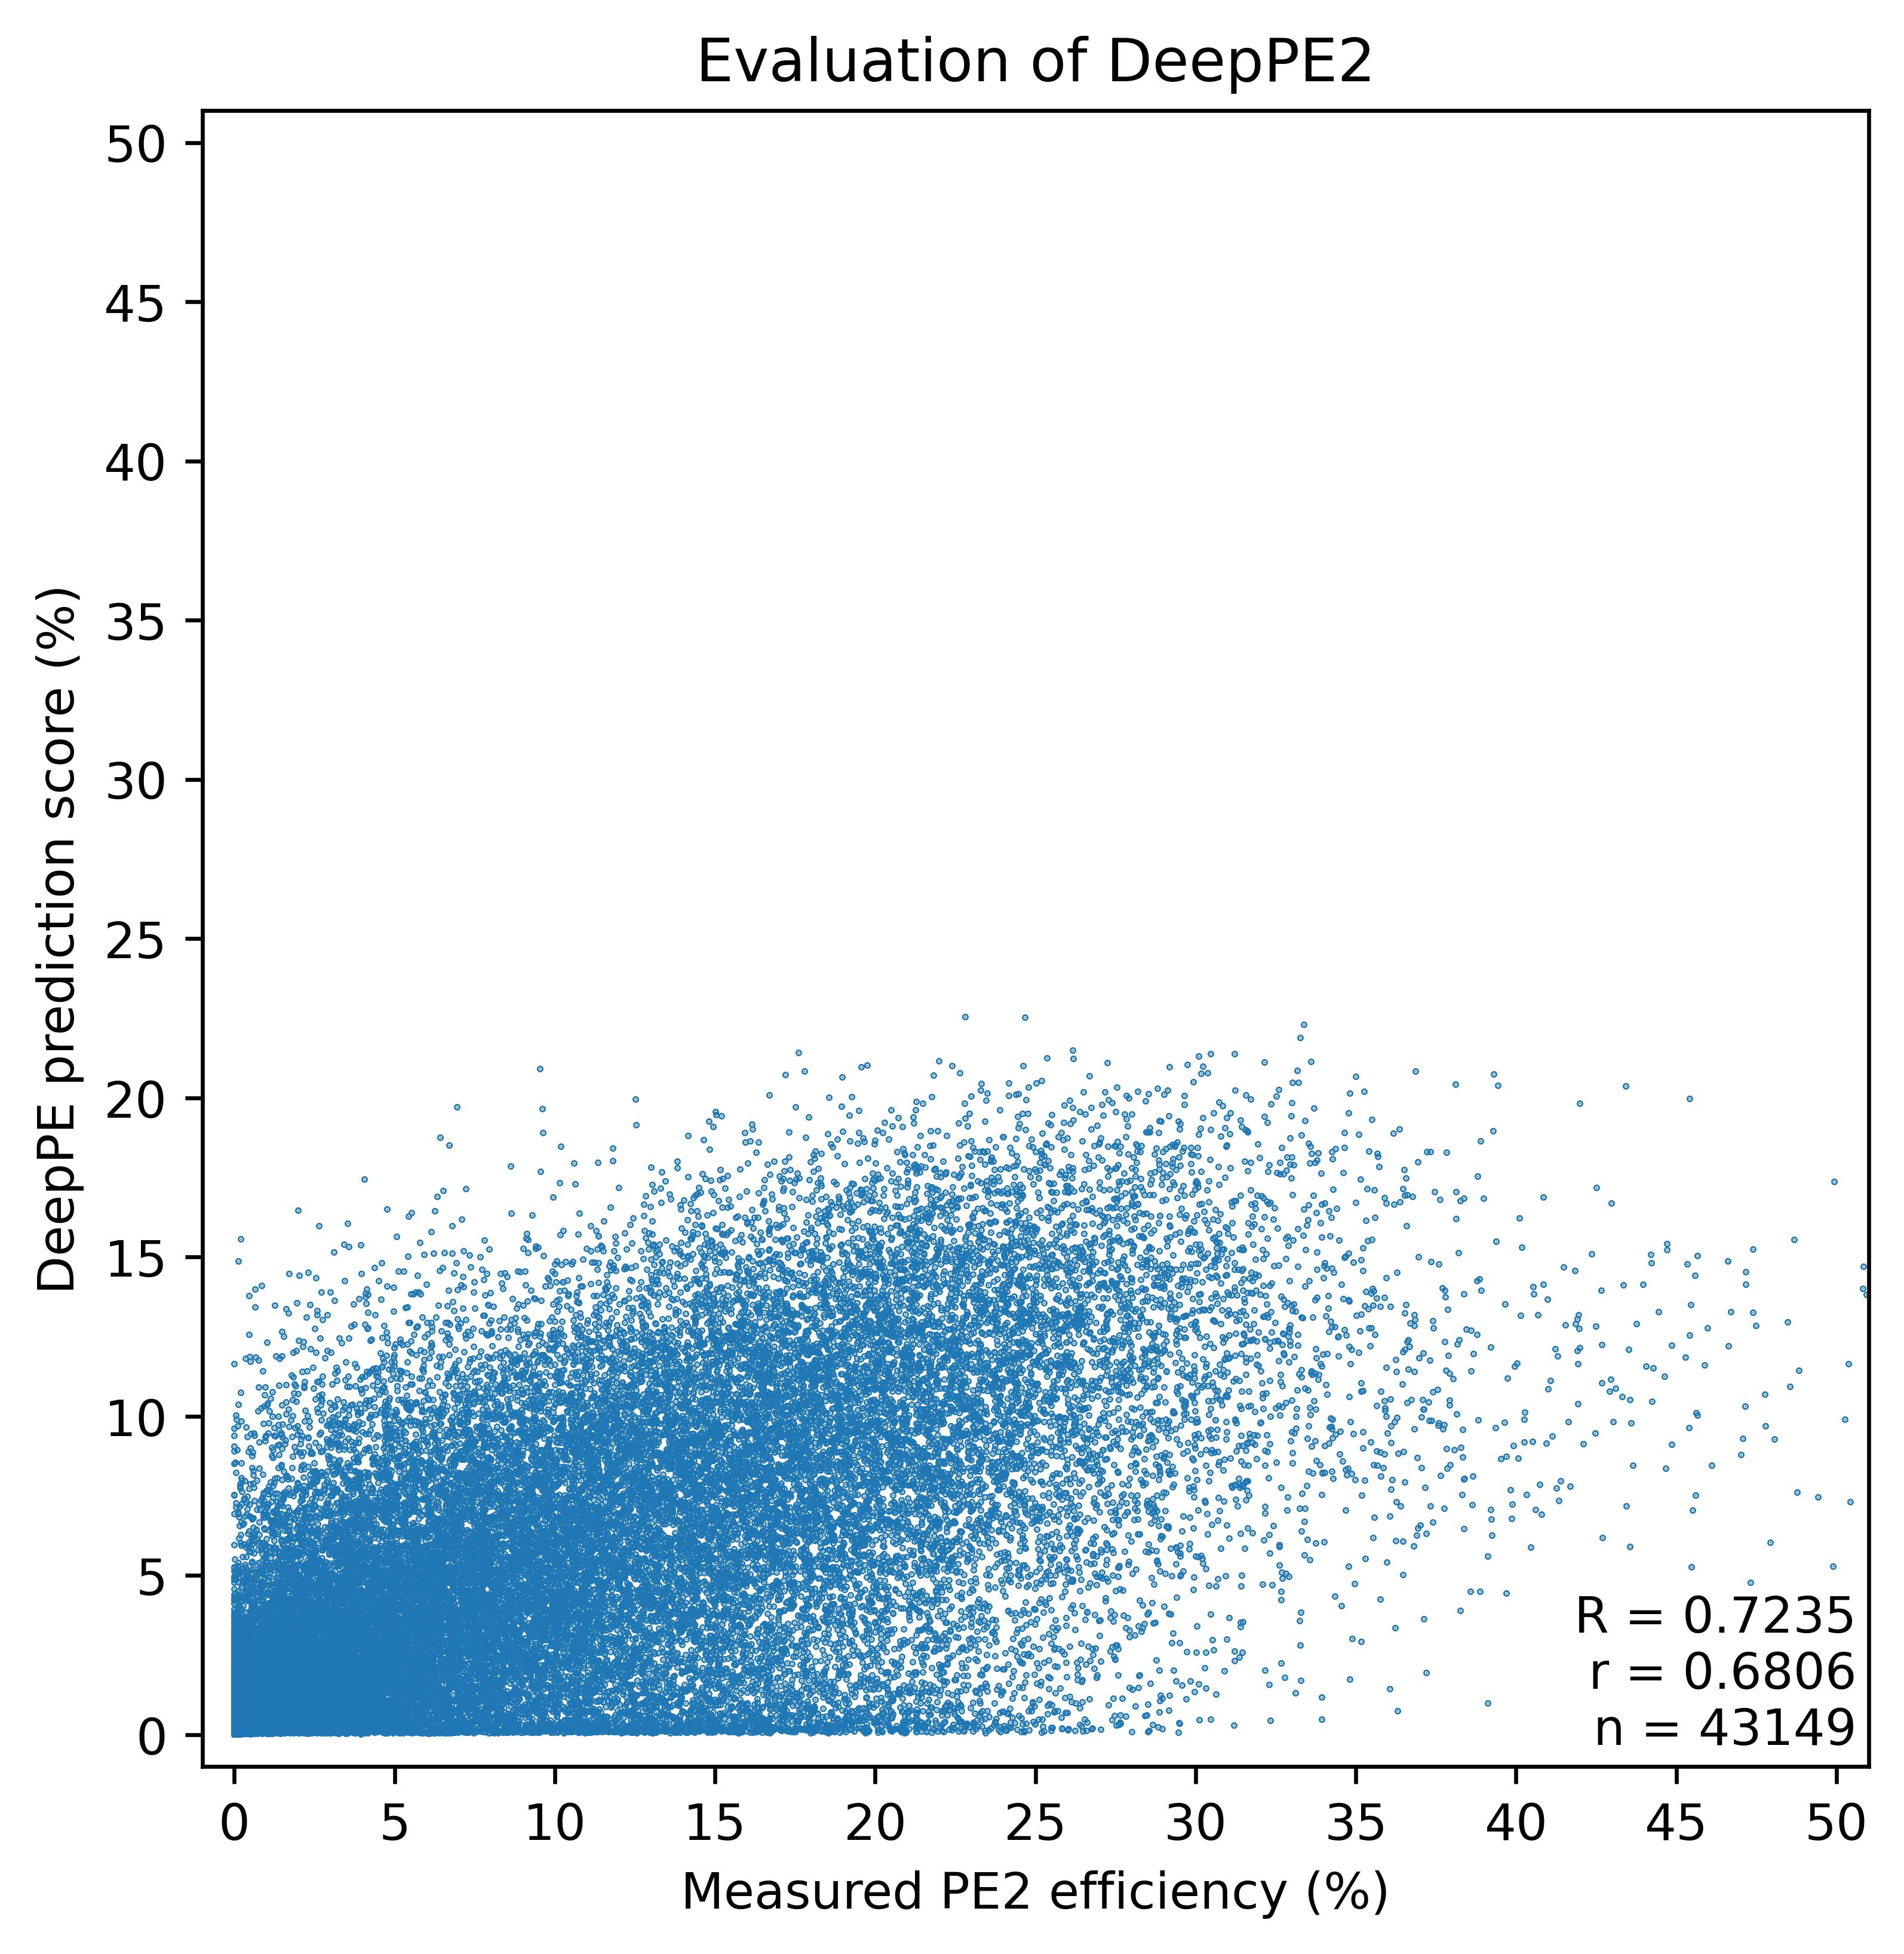 Evaluation of DeepPE2
DeepPE prediction score (%)
50
45
40
35
30
25
20
15
10
5
0
R = 0.7235
r = 0.6806
n = 43149
0 5 10 15 20 25 30 35 40 45 50
Measured PE2 efficiency (%)